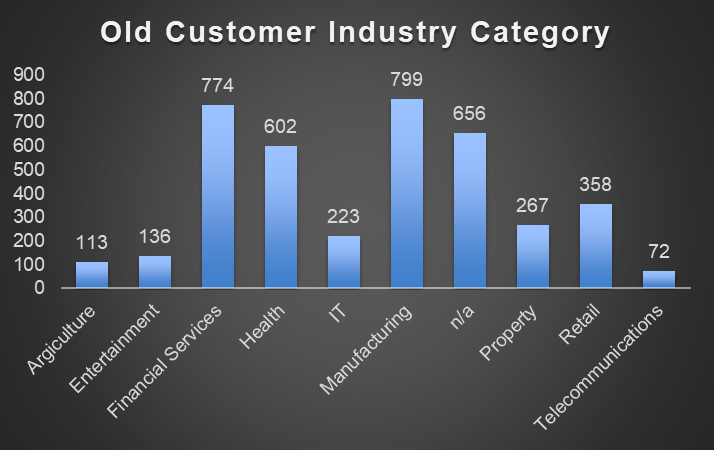 Old Customer Industry Category
900
800
700
600
500
400
300
200
100
0
113
136
774
602
223
799
656
267
358
72
Argiculture
Entertainment
Financial Services
Health
IT
Manufacturing
n/a
Property
Retail
Telecommunications